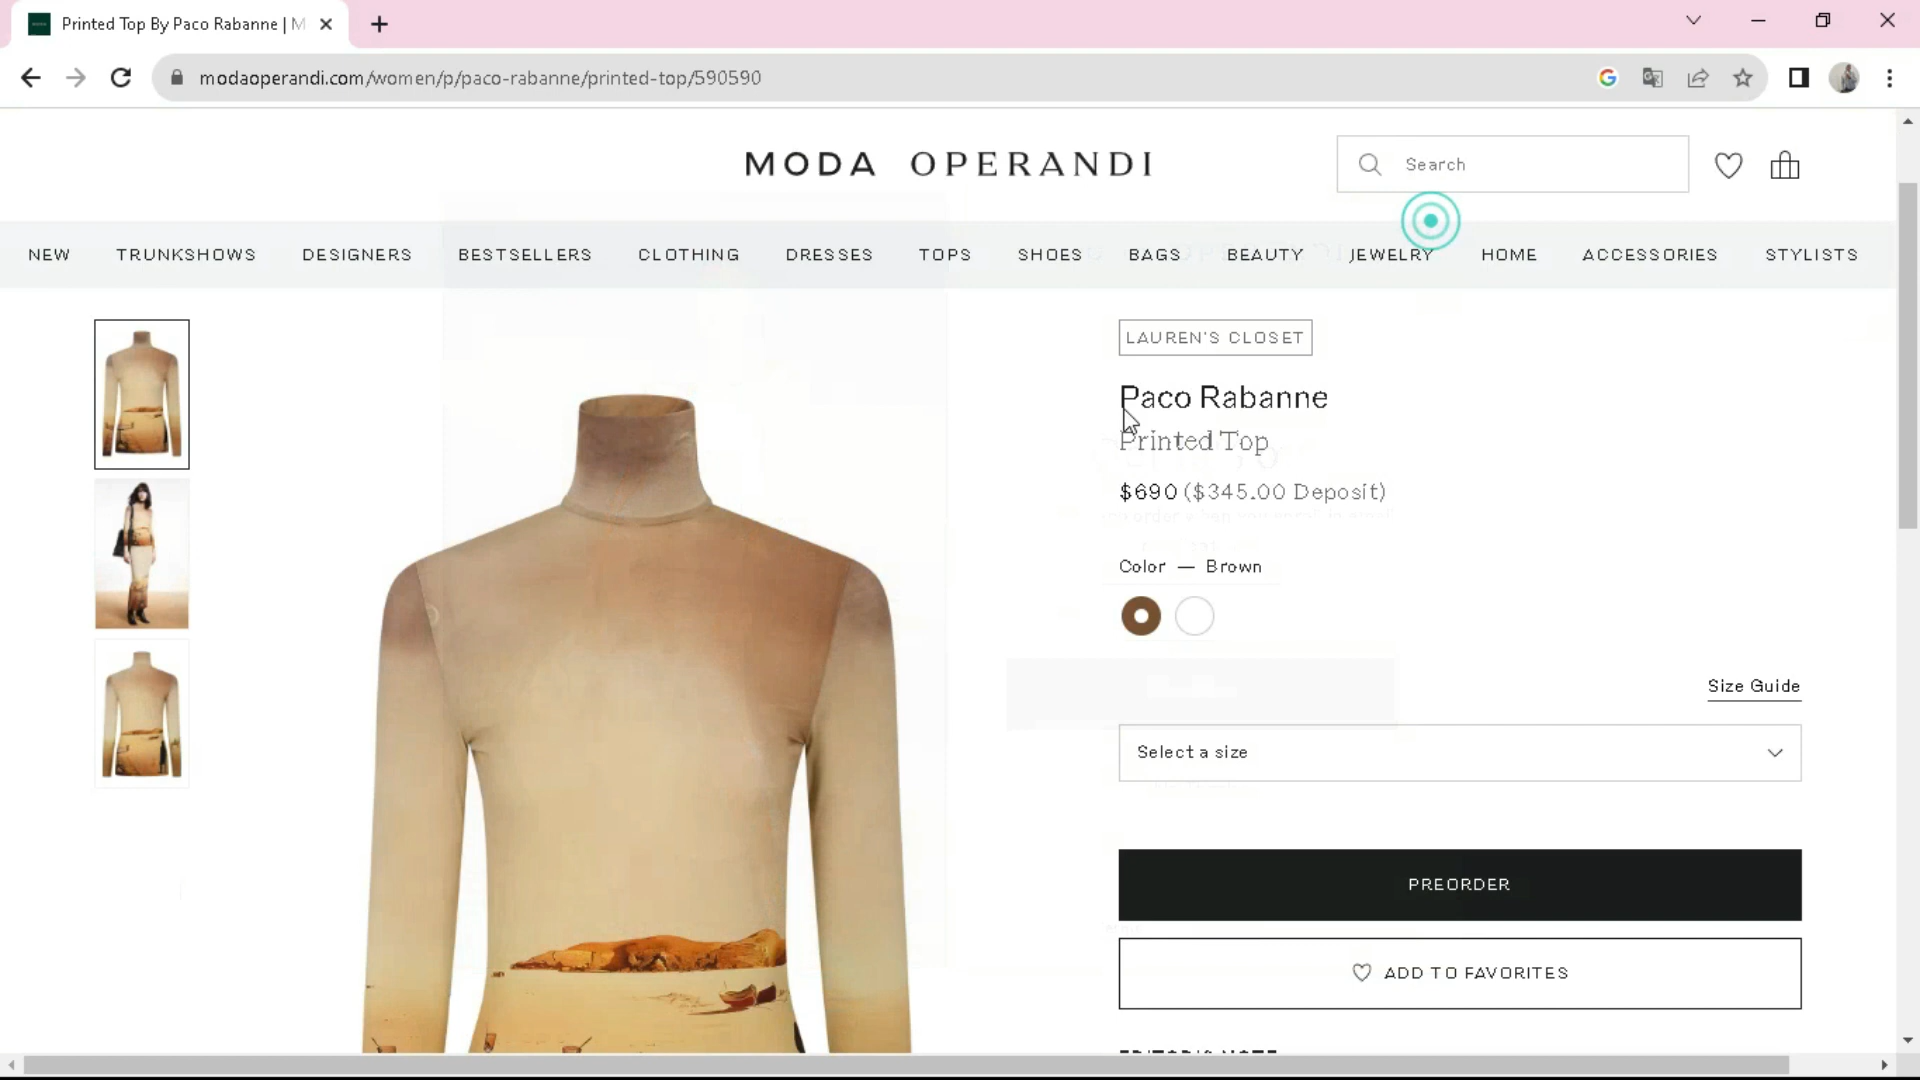 Printed Top By Paco Rabanne | M
modaoperandi.com/women/p/paco-rabanne/printed-top/590590
MODA OPERANDI
Search
NEW TRUNKSHOWS DESIGNERS BESTSELLERS CLOTHING DRESSES TOPS SHOES BAGS BEAUTY JEWELRY HOME ACCESSORIES STYLISTS
LAUREN'S CLOSET
Paco Rabanne
Printed Top
$690 ($345.00 Deposit)
Color — Brown
Size Guide
Select a size
PREORDER
ADD TO FAVORITES